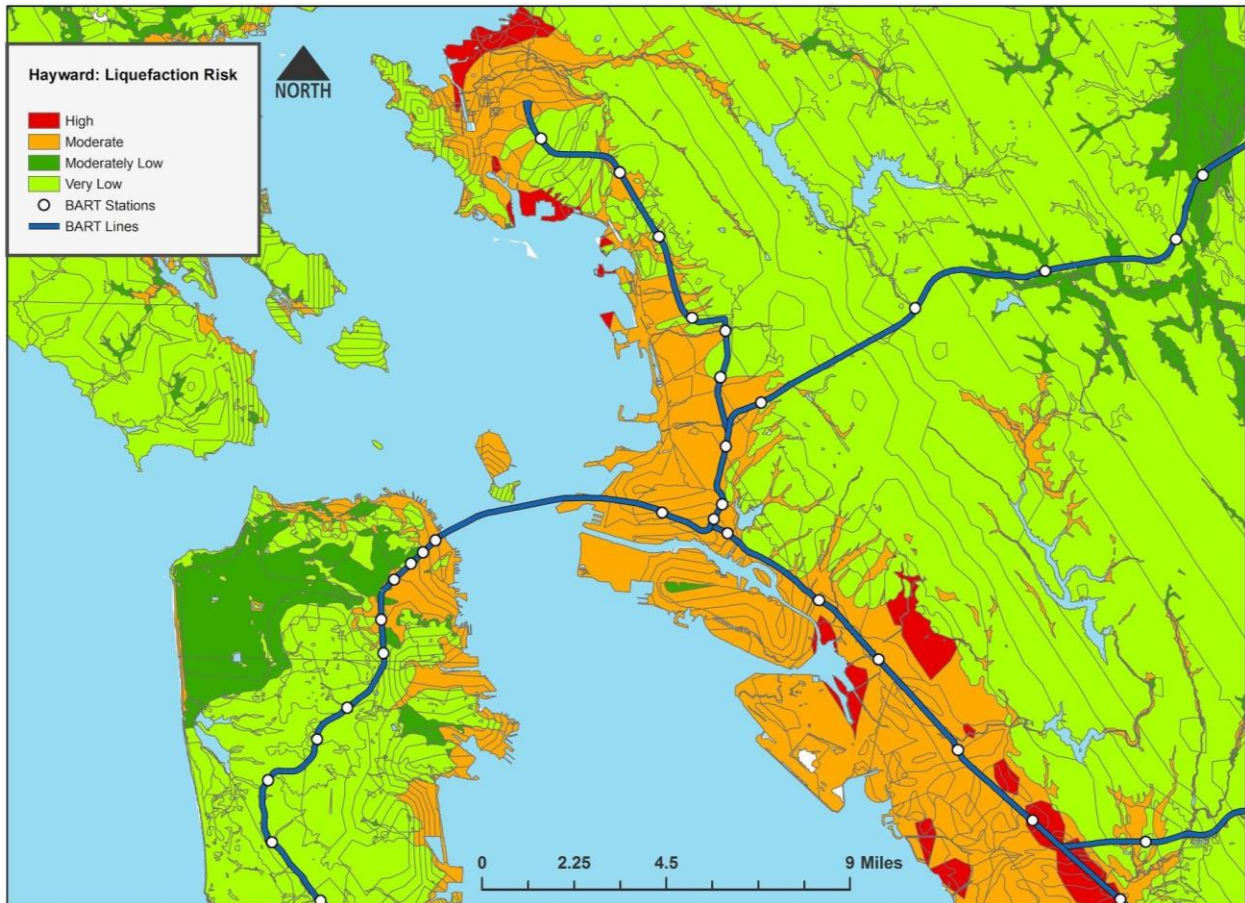 Hayward: Liquefaction Risk
High
Moderate
Moderately Low
Very Low
BART Stations
BART Lines
NORTH
0 2.25 4.5 9 Miles